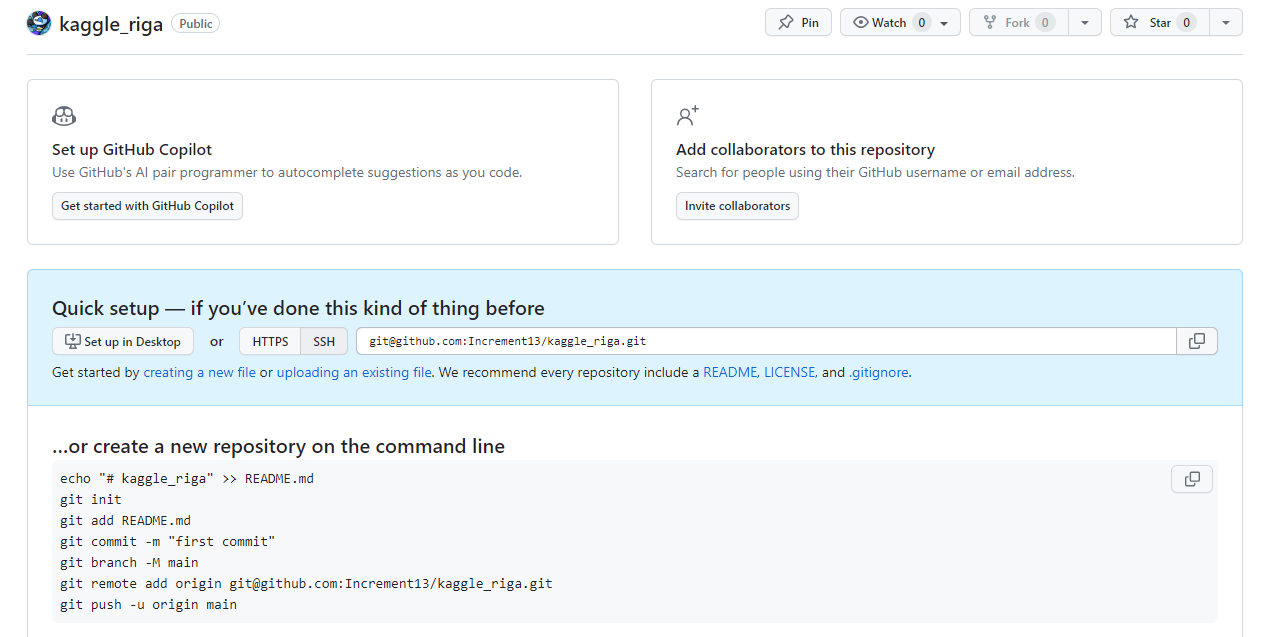 kaggle_riga Public Pin Watch 0 Fork 0 Star 0
Set up GitHub Copilot
Use GitHub's AI pair programmer to autocomplete suggestions as you code.
Get started with GitHub Copilot
Add collaborators to this repository
Search for people using their GitHub username or email address.
Invite collaborators
Quick setup — if you’ve done this kind of thing before
Set up in Desktop or HTTPS SSH git@github.com:Increment13/kaggle_riga.git
Get started by creating a new file or uploading an existing file. We recommend every repository include a README, LICENSE, and .gitignore.
…or create a new repository on the command line
echo "# kaggle_riga" >> README.md
git init
git add README.md
git commit -m "first commit"
git branch -M main
git remote add origin git@github.com:Increment13/kaggle_riga.git
git push -u origin main